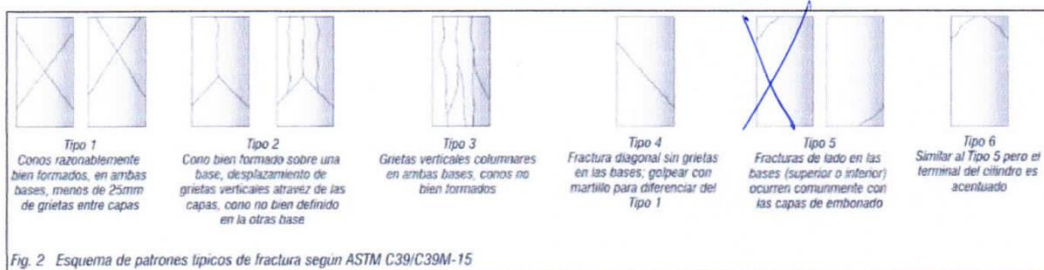 Tipo 1
Conos razonablemente
bien formados, en ambas
bases, menos de 25mm
de grietas entre capas
Tipo 2
Cono bien formado sobre una
base, desplazamiento de
grietas verticales atravez de las
capas, cono no bien definido
en la otras base
Tipo 3
Grietas verticales columnares
en ambas bases, conos no
bien formados
Tipo 4
Fractura diagonal sin grietas
en las bases; golpear con
martillo para diferenciar del
Tipo 1
Tipo 5
Fracturas de lado en las
bases (superior o inferior)
ocurren comunmente con
las capas de embonado
Tipo 6
Similar al Tipo 5 pero el
terminal del cilindro es
acentuado
Fig. 2 Esquema de patrones típicos de fractura según ASTM C39/C39M-15